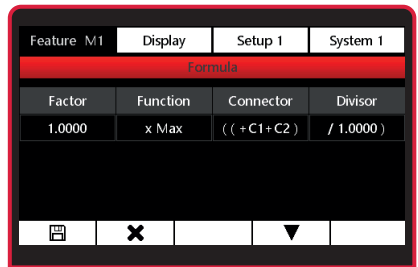 Feature M1 Display Setup 1 System 1
Formula
Factor Function Connector Divisor
1.0000 x Max ( ( +C1+C2 ) / 1.0000 )